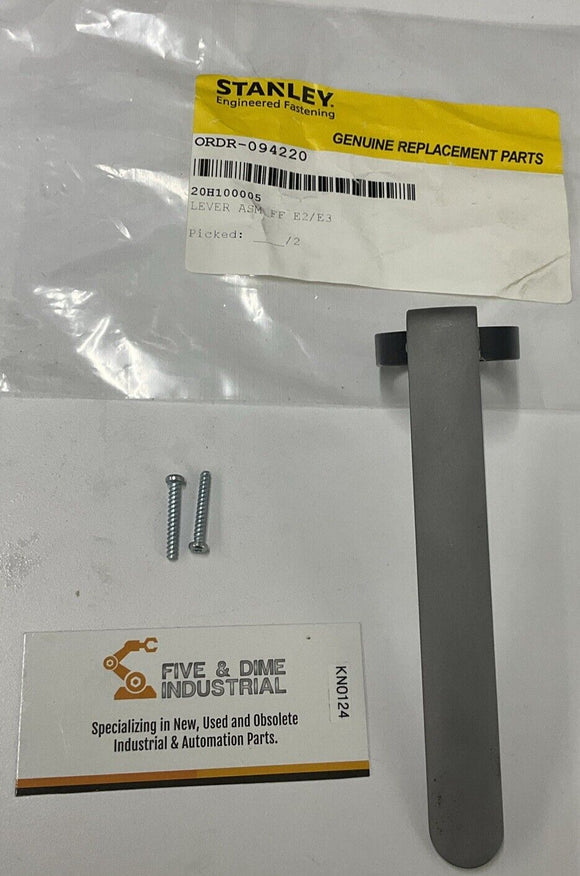 STANLEY.
Engineered Fastening
GENUINE REPLACEMENT PARTS
ORDR-094220
20H100005
LEVER ASM FF E2/E3
Picked: ____/2
FIVE & DIME
INDUSTRIAL
Specializing in New, Used and Obsolete
Industrial & Automation Parts.
KN0124